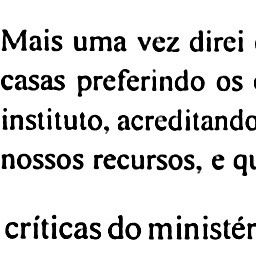 Mais uma vez direi
casas preferindo os
instituto, acreditando
nossos recursos, e qu
críticas do ministér